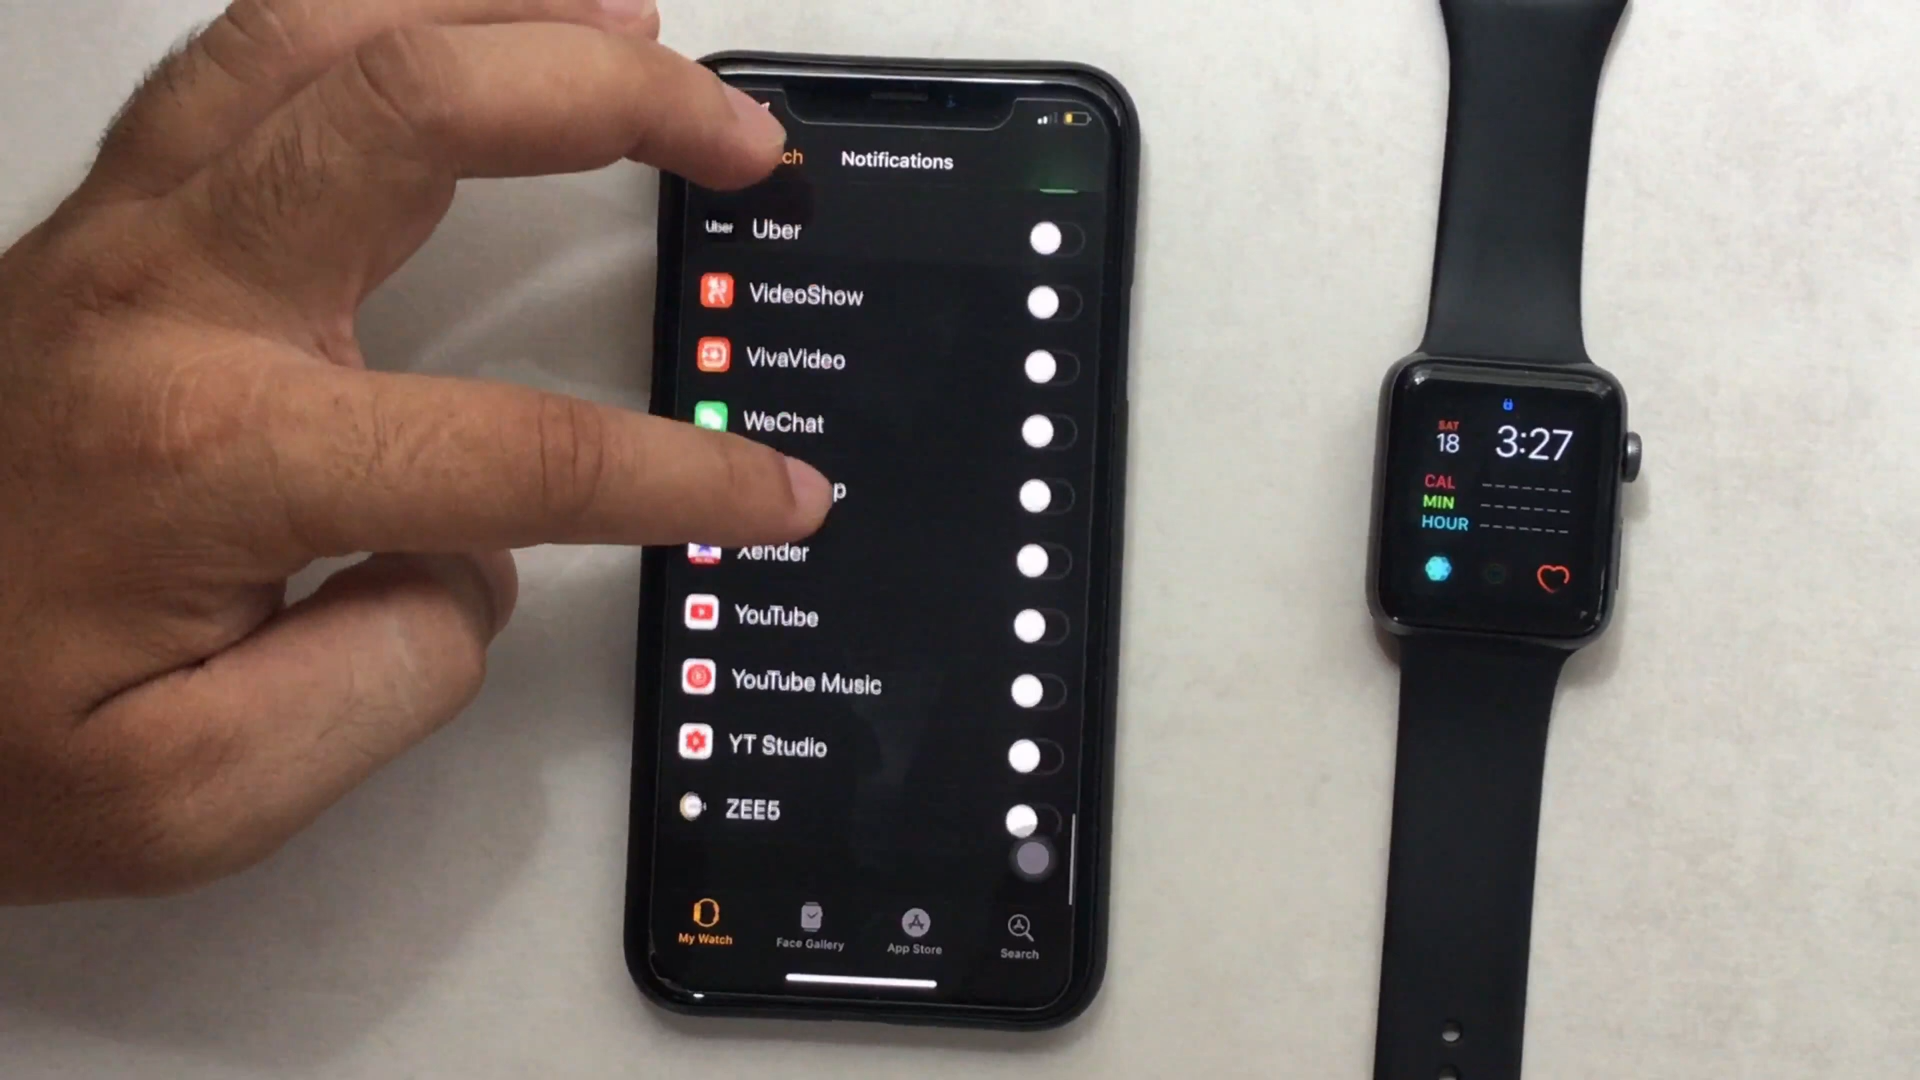 Notifications
Uber Uber
VideoShow
VivaVideo
WeChat
Xender
YouTube
YouTube Music
YT Studio
ZEE5
My Watch
Face Gallery
App Store
Search
SAT
18
3:27
CAL
MIN
HOUR